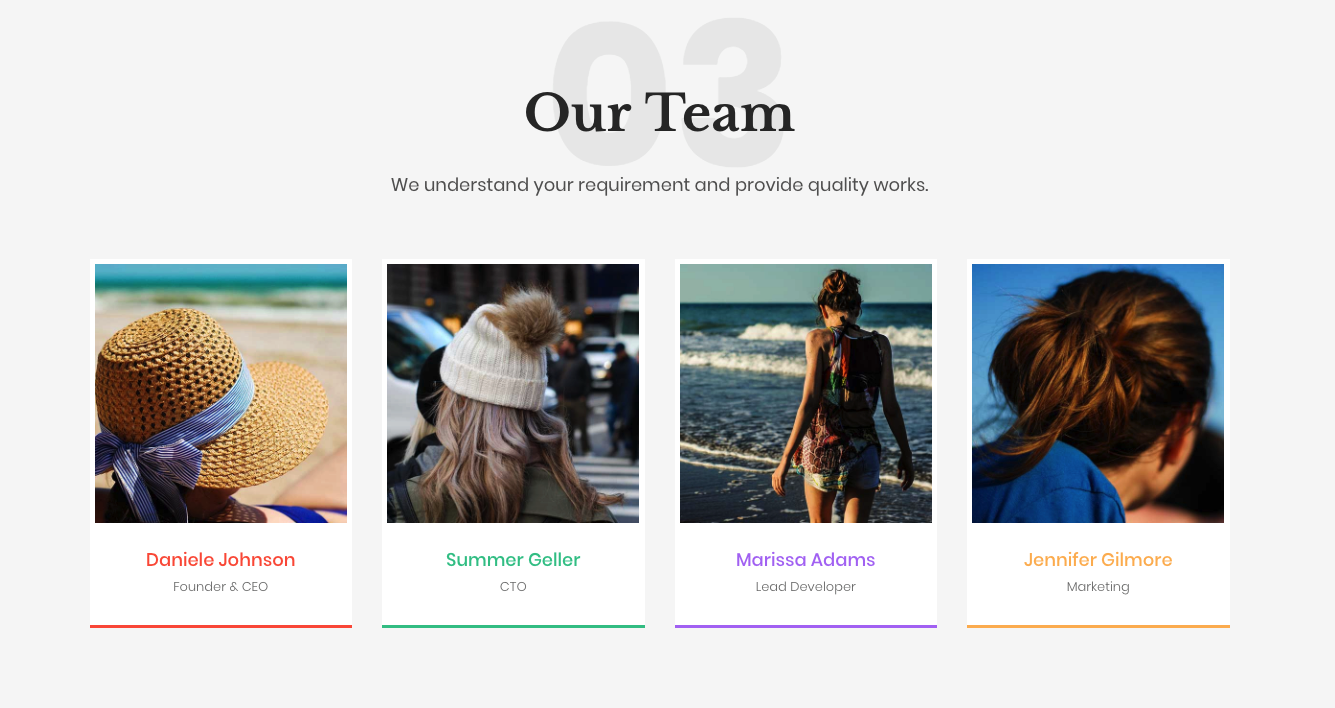 03
Our Team
We understand your requirement and provide quality works.
Daniele Johnson
Founder & CEO
Summer Geller
CTO
Marissa Adams
Lead Developer
Jennifer Gilmore
Marketing